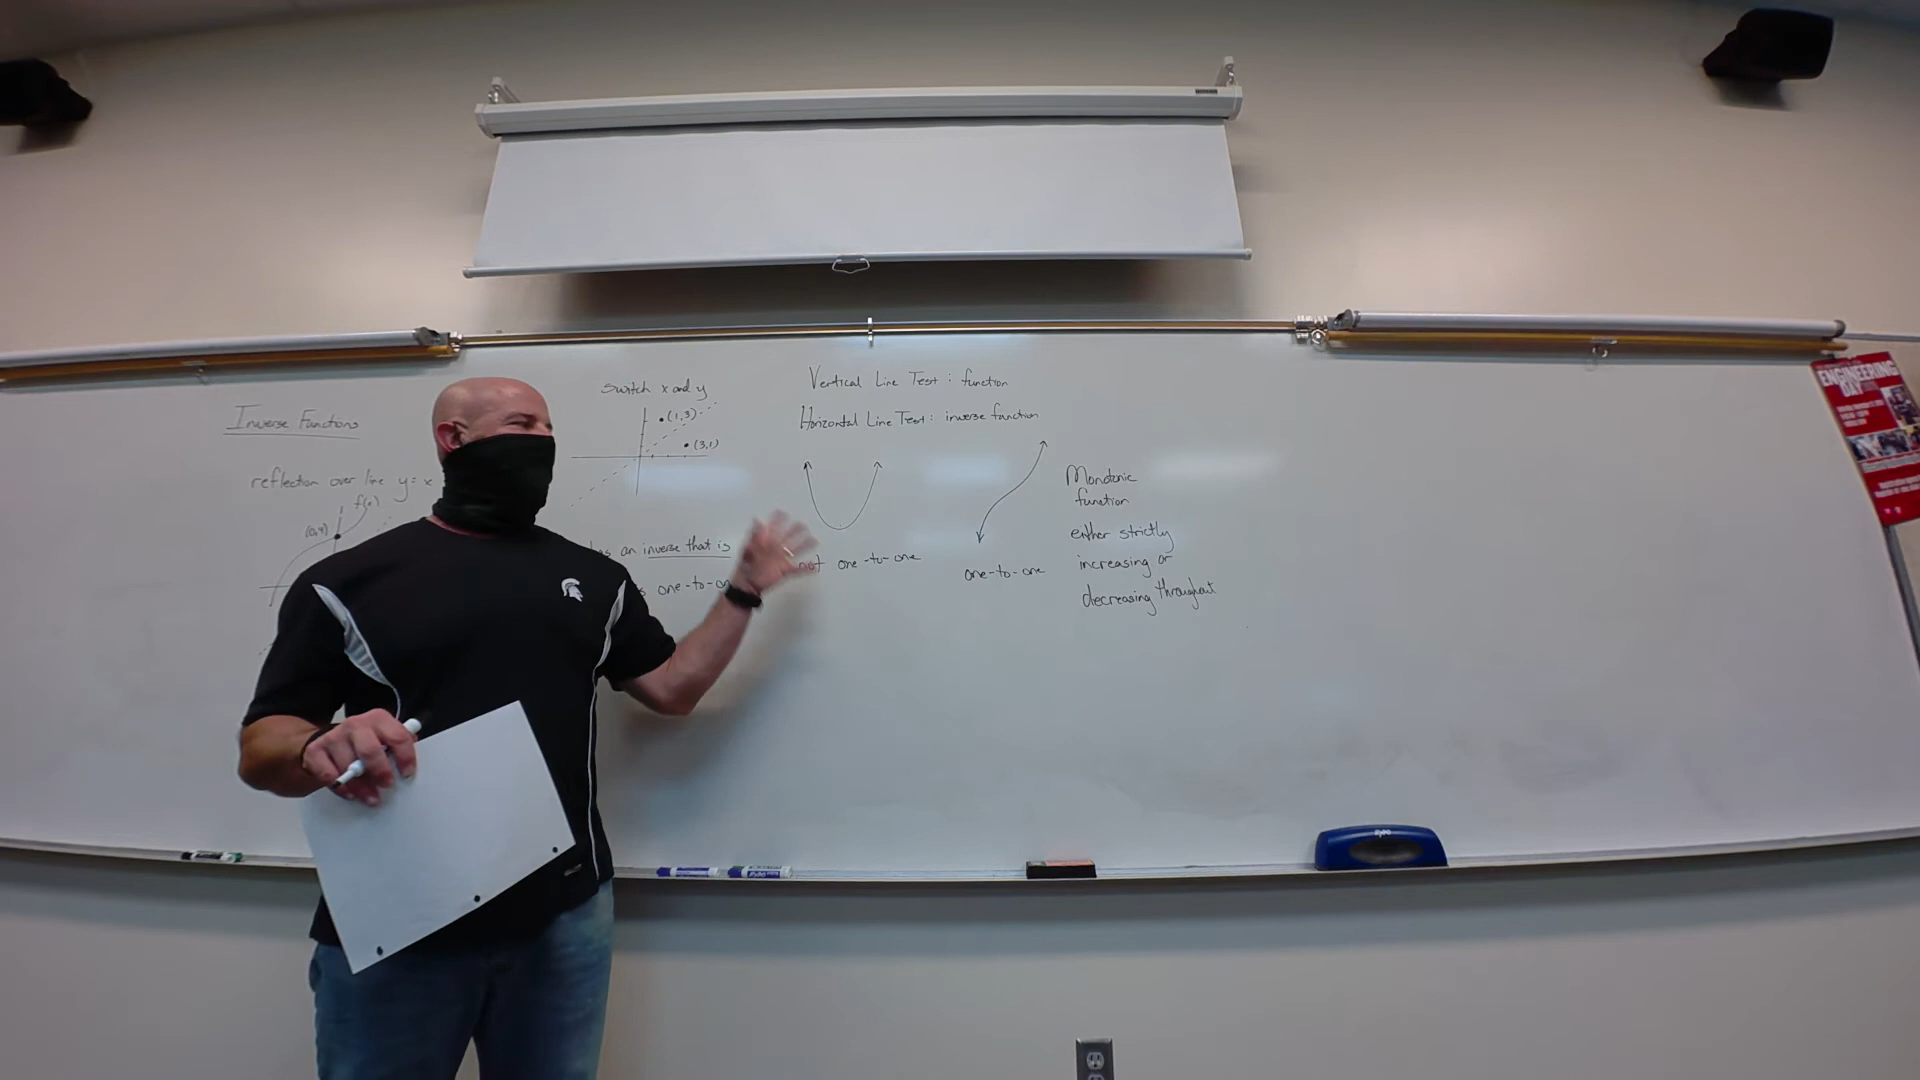 Inverse Functions
reflection over line y = x
f(x)
(0,4)
switch x and y
(1,3)
(3,1)
has an inverse that is
one-to-on
Vertical Line Test : function
Horizontal Line Test : inverse function
not one-to-one
one-to-one
Monotonic
function
either strictly
increasing or
decreasing throughout
ENGINEERING
DAY
expo